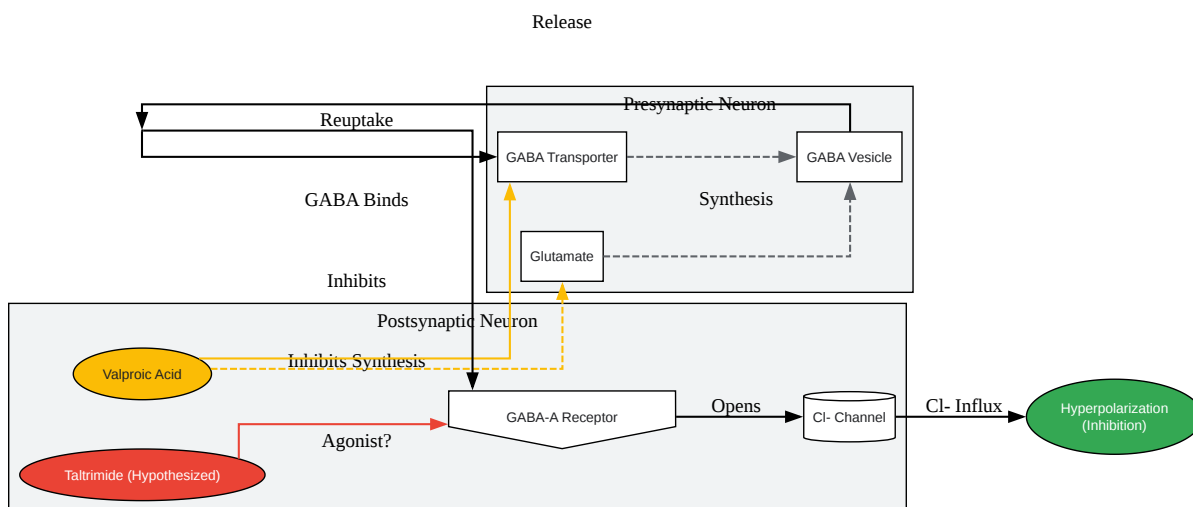 Release
Presynaptic Neuron
Reuptake
GABA Transporter
GABA Vesicle
GABA Binds
Synthesis
Glutamate
Inhibits
Postsynaptic Neuron
Inhibits Synthesis
Valproic Acid
GABA-A Receptor
Opens
Cl- Channel
Cl- Influx
Hyperpolarization
(Inhibition)
Agonist?
Taltrimide (Hypothesized)